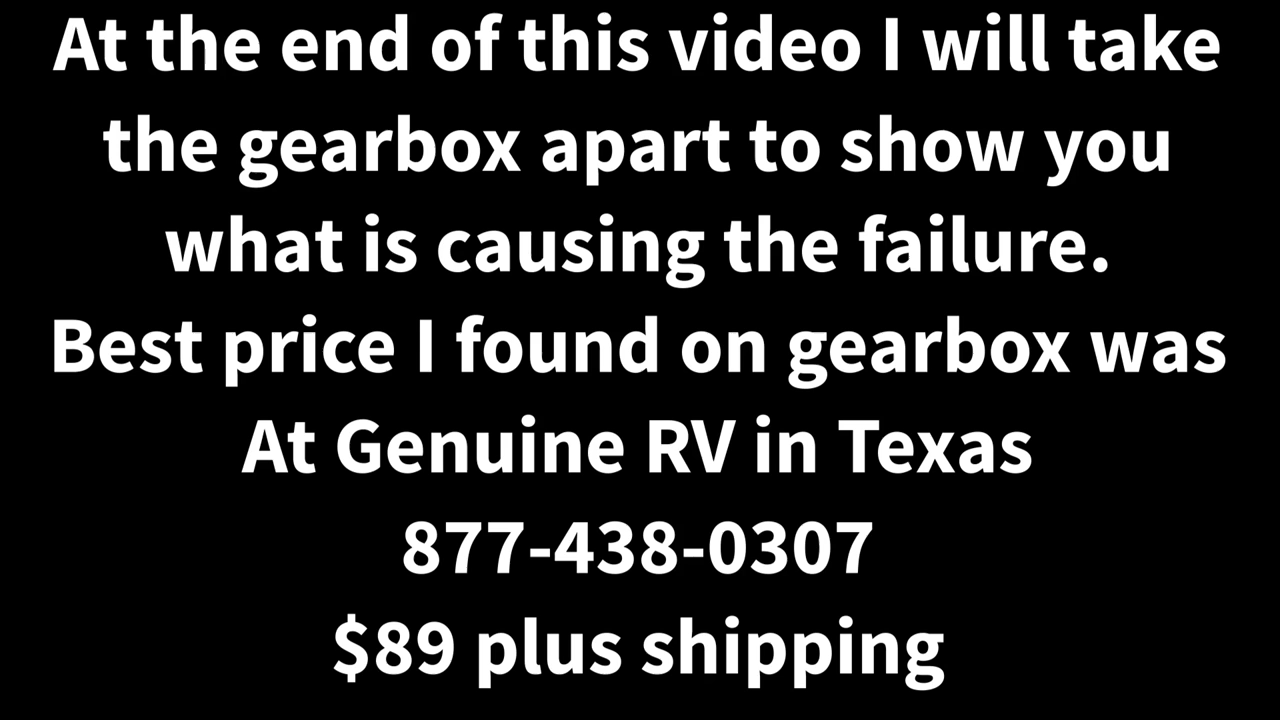 At the end of this video I will take
the gearbox apart to show you
what is causing the failure.
Best price I found on gearbox was
At Genuine RV in Texas
877-438-0307
$89 plus shipping